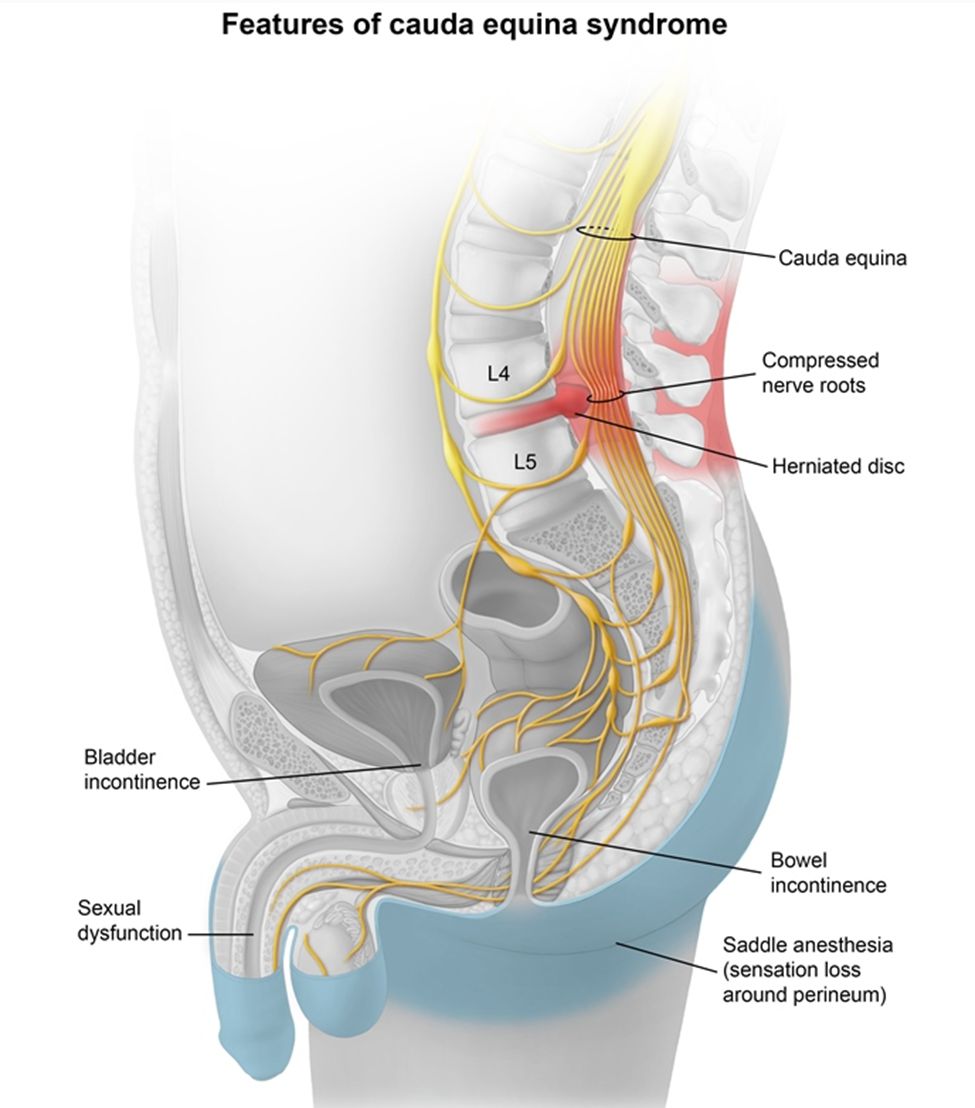 Features of cauda equina syndrome
Cauda equina
Compressed
nerve roots
L4
Herniated disc
L5
Bladder
incontinence
Bowel
incontinence
Sexual
dysfunction
Saddle anesthesia
(sensation loss
around perineum)